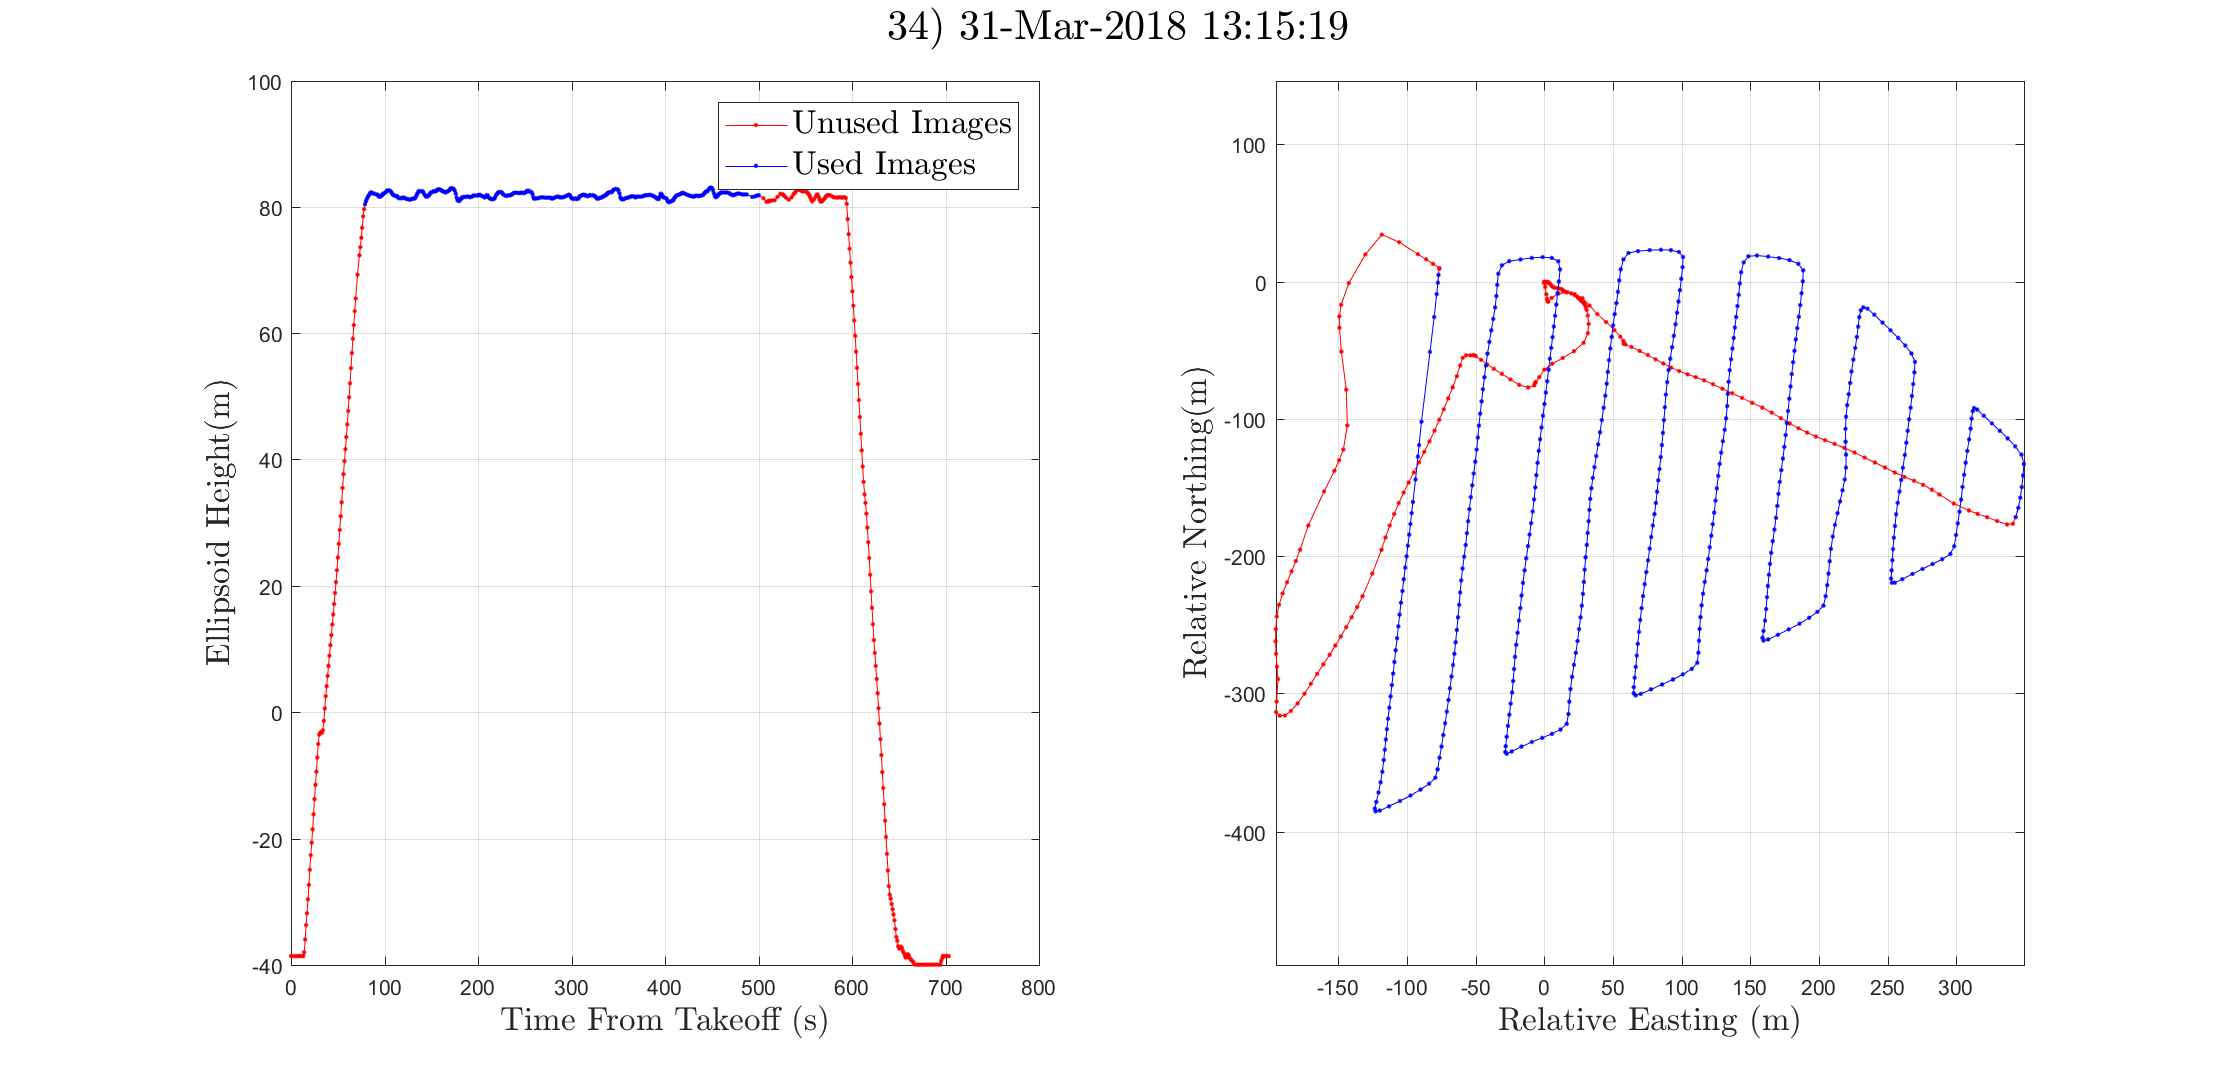 34) 31-Mar-2018 13:15:19
100
80
60
40
20
0
-20
-40
Ellipsoid Height(m)
Unused Images
Used Images
0 100 200 300 400 500 600 700 800
Time From Takeoff (s)
100
0
-100
-200
-300
-400
Relative Northing(m)
-150 -100 -50 0 50 100 150 200 250 300
Relative Easting (m)